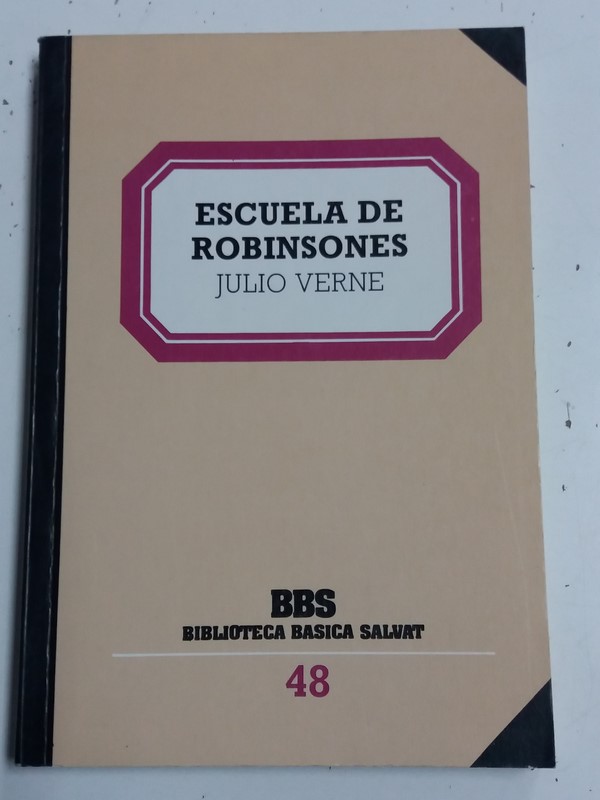 ESCUELA DE
ROBINSONES
JULIO VERNE
BBS
BIBLIOTECA BASICA SALVAT
48